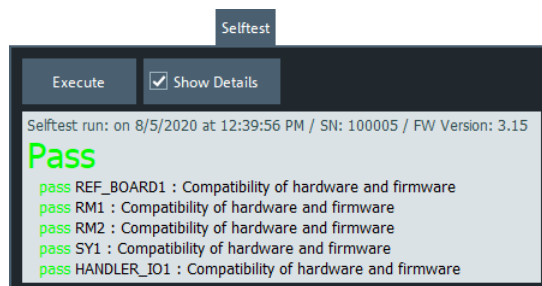 Selftest
Execute
Show Details
Selftest run: on 8/5/2020 at 12:39:56 PM / SN: 100005 / FW Version: 3.15
Pass
pass REF_BOARD1 : Compatibility of hardware and firmware
pass RM1 : Compatibility of hardware and firmware
pass RM2 : Compatibility of hardware and firmware
pass SY1 : Compatibility of hardware and firmware
pass HANDLER_IO1 : Compatibility of hardware and firmware